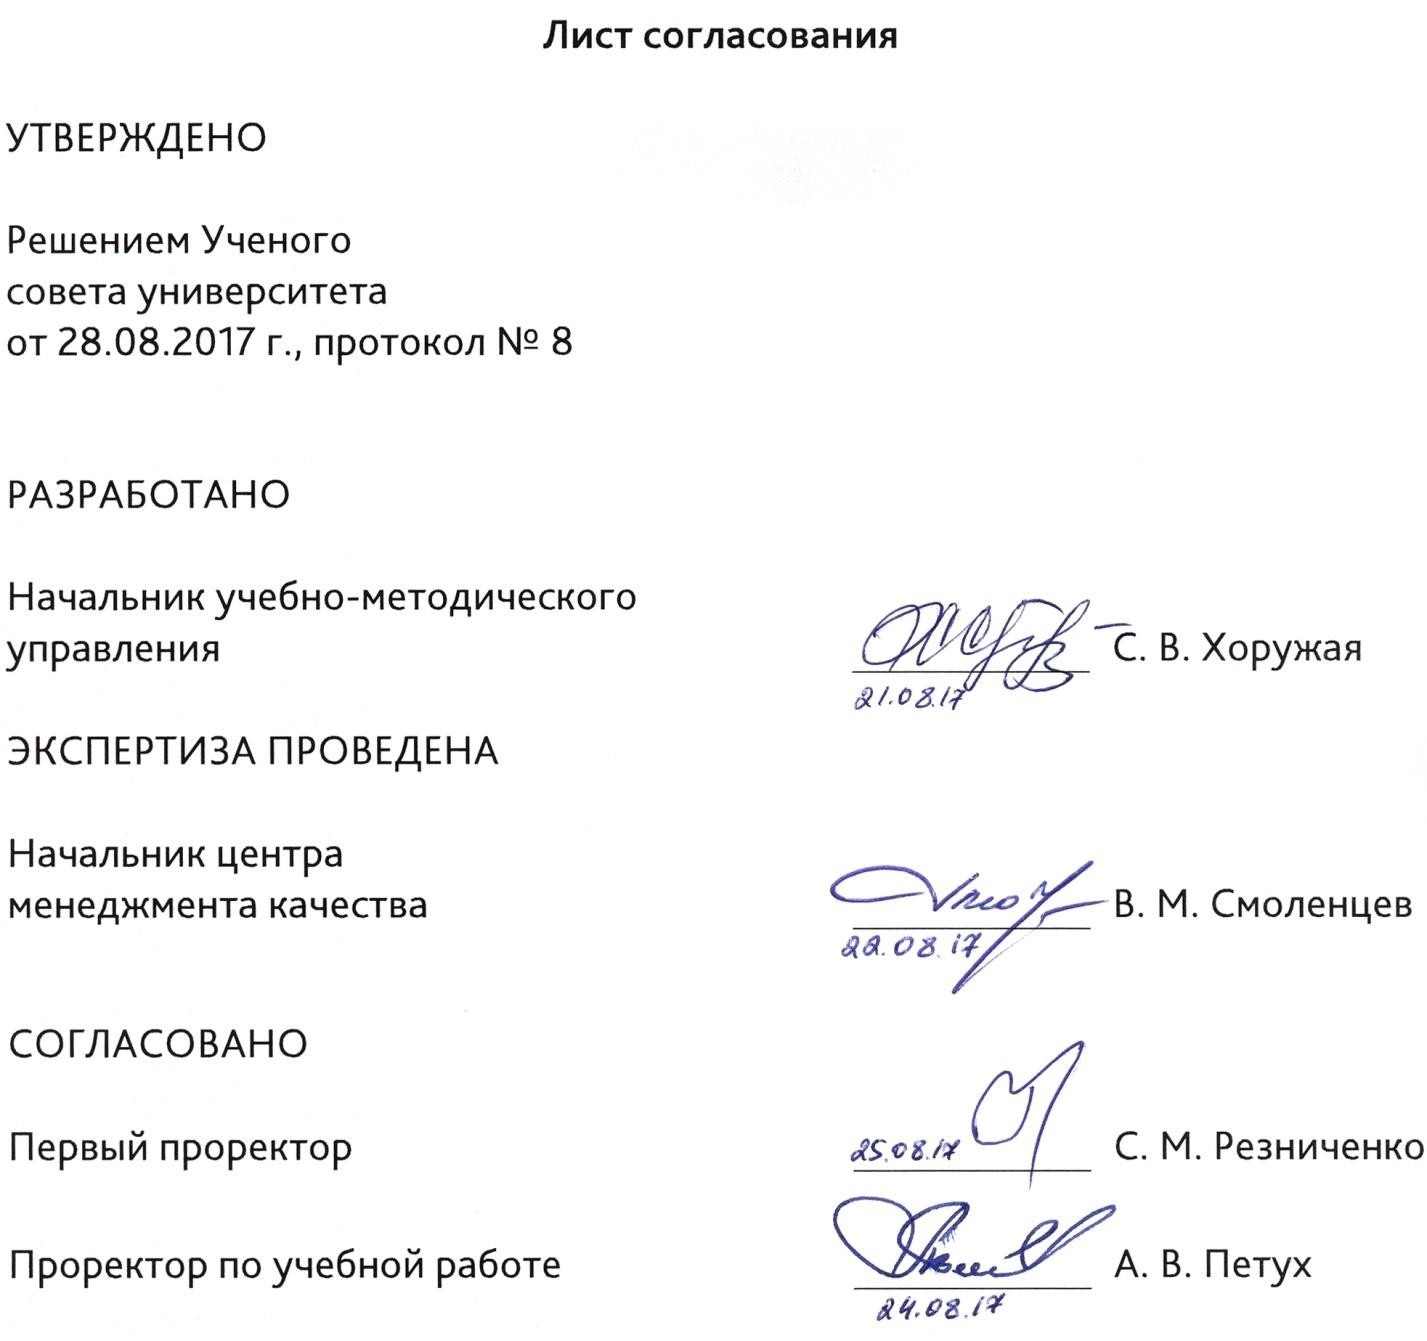 Лист согласования
УТВЕРЖДЕНО
Решением Ученого
совета университета
от 28.08.2017 г., протокол № 8
РАЗРАБОТАНО
Начальник учебно-методического
управления
С. В. Хоружая
21.08.17
ЭКСПЕРТИЗА ПРОВЕДЕНА
Начальник центра
менеджмента качества
В. М. Смоленцев
22.08.17
СОГЛАСОВАНО
Первый проректор
25.08.17
С. М. Резниченко
Проректор по учебной работе
А. В. Петух
24.08.17